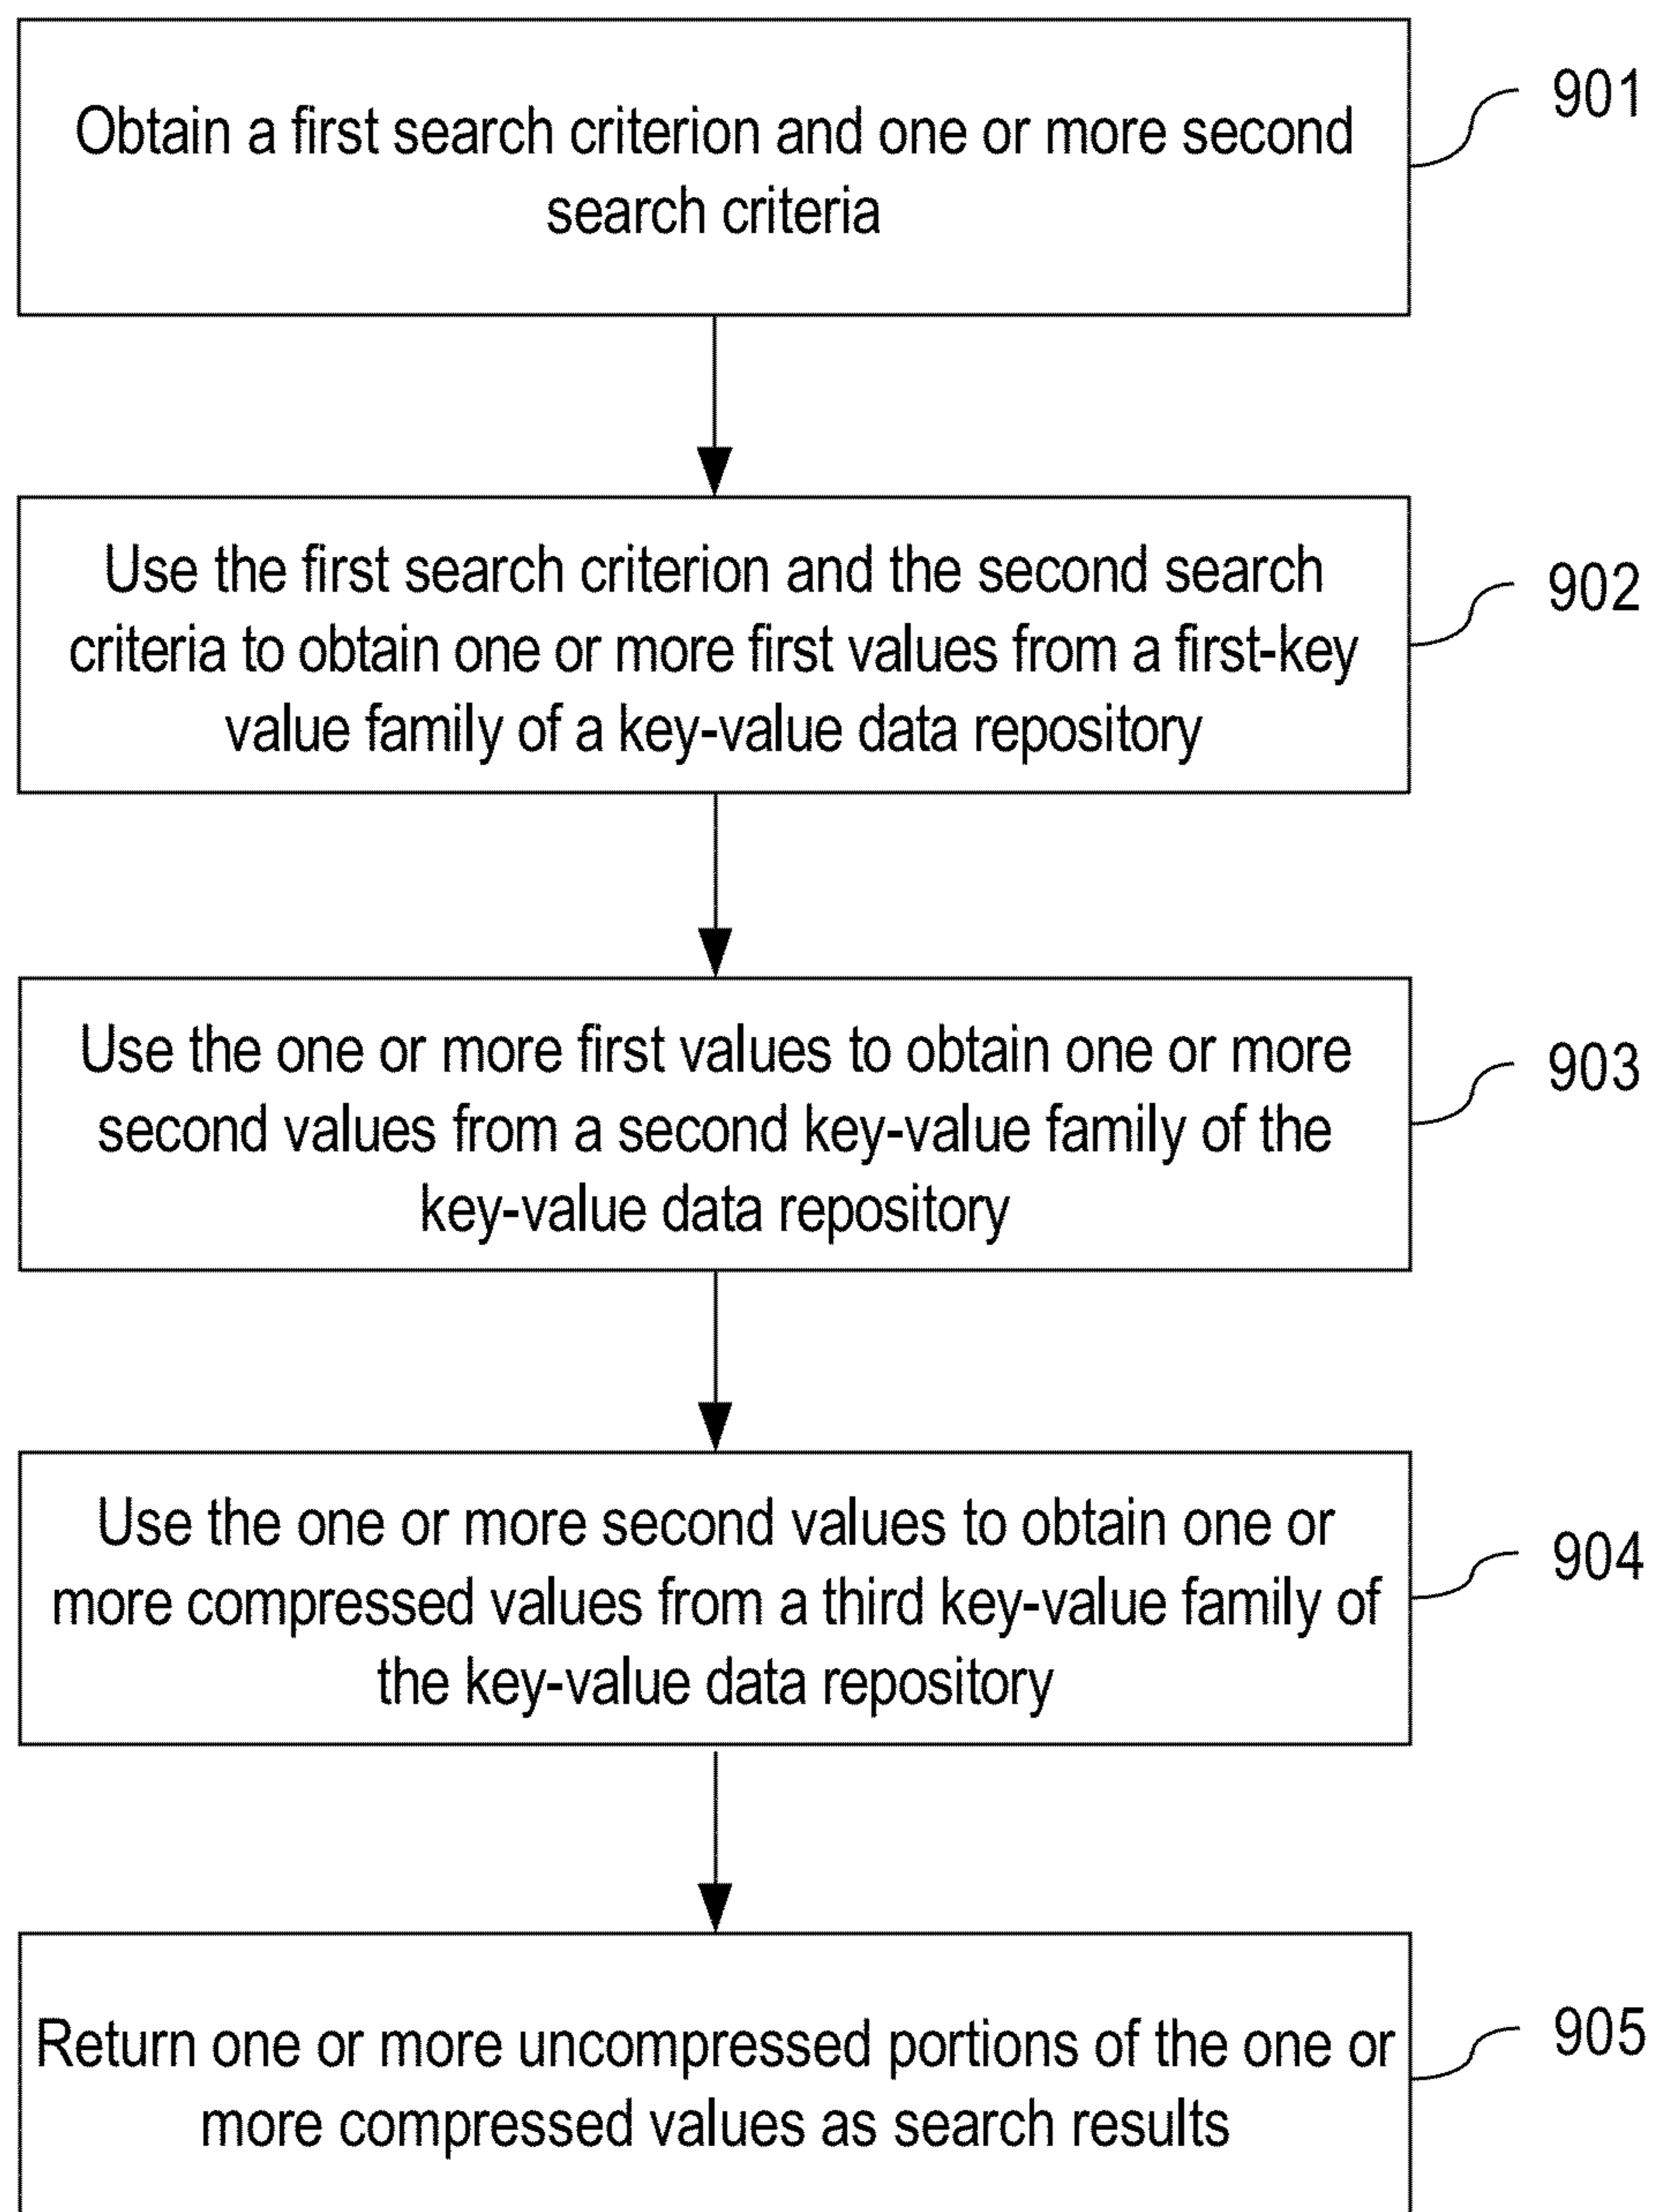 Obtain a first search criterion and one or more second
search criteria
901
Use the first search criterion and the second search
criteria to obtain one or more first values from a first-key
value family of a key-value data repository
902
Use the one or more first values to obtain one or more
second values from a second key-value family of the
key-value data repository
903
Use the one or more second values to obtain one or
more compressed values from a third key-value family of
the key-value data repository
904
Return one or more uncompressed portions of the one or
more compressed values as search results
905